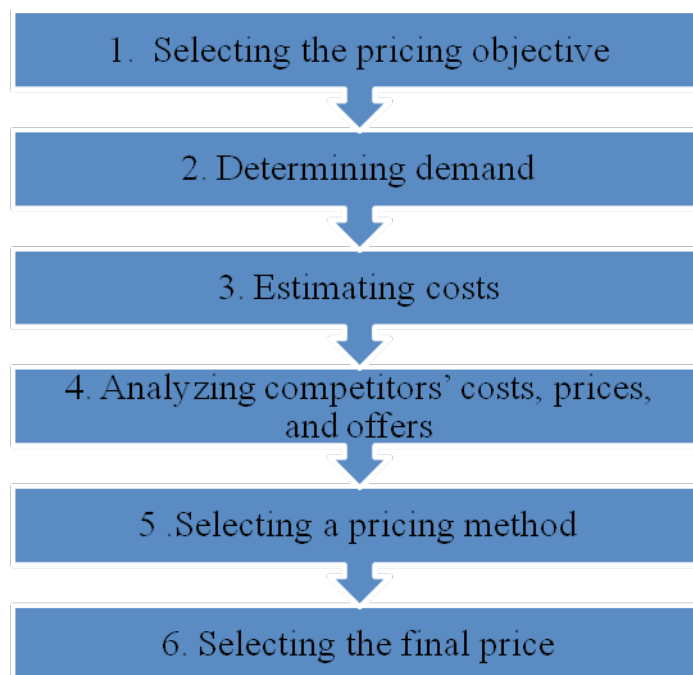 1. Selecting the pricing objective
2. Determining demand
3. Estimating costs
4. Analyzing competitors’ costs, prices,
and offers
5 .Selecting a pricing method
6. Selecting the final price